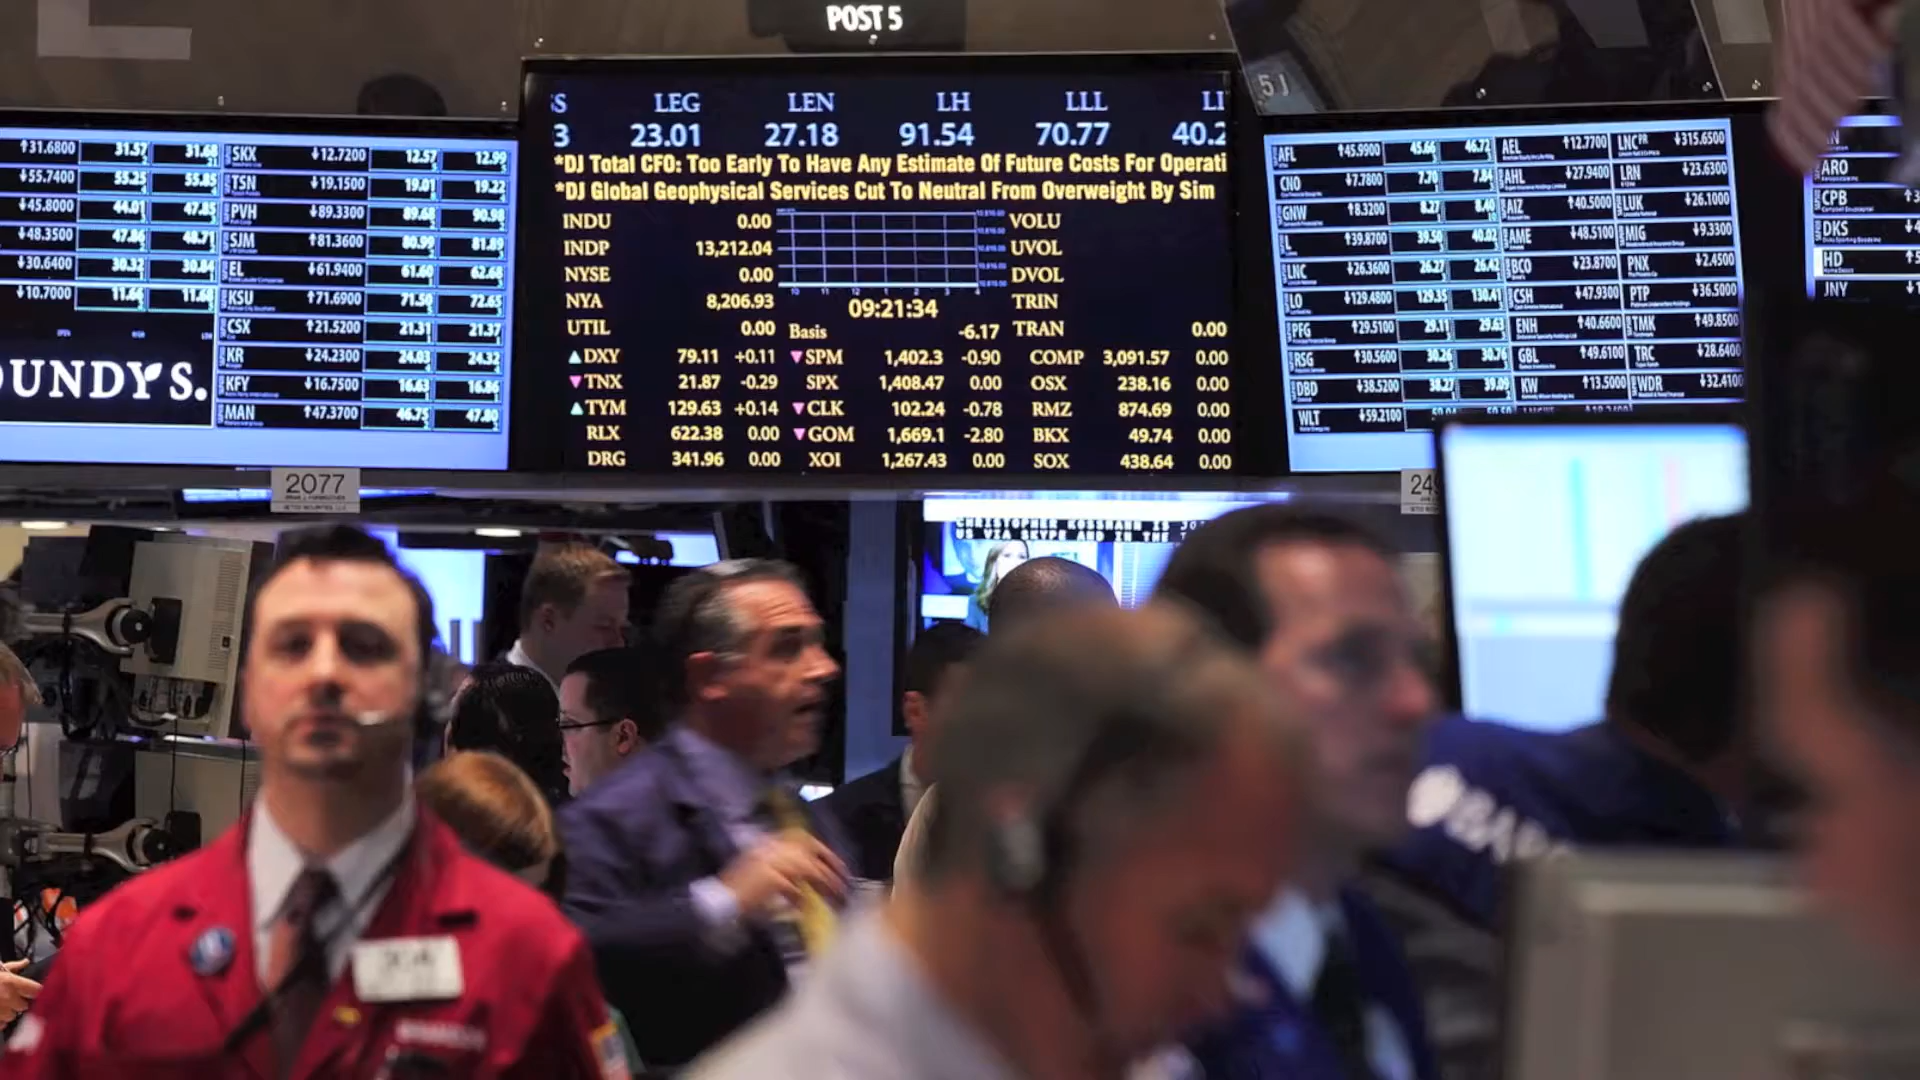 POST 5
LEG LEN LH LLL
23.01 27.18 91.54 70.77 40.2
*DJ Total CFO: Too Early To Have Any Estimate Of Future Costs For Operati
*DJ Global Geophysical Services Cut To Neutral From Overweight By Sim
INDU 0.00 VOLU
INDP 13,212.04 UVOL
NYSE 0.00 DVOL
NYA 8,206.93 TRIN
09:21:34
UTIL 0.00 Basis -6.17 TRAN 0.00
▲DXY 79.11 +0.11 ▼SPM 1,402.3 -0.90 COMP 3,091.57 0.00
▼TNX 21.87 -0.29 SPX 1,408.47 0.00 OSX 238.16 0.00
▲TYM 129.63 +0.14 ▼CLK 102.24 -0.78 RMZ 874.69 0.00
RLX 622.38 0.00 ▼GOM 1,669.1 -2.80 BKX 49.74 0.00
DRG 341.96 0.00 XOI 1,267.43 0.00 SOX 438.64 0.00
↑31.6800 31.57 31.68
↓55.7400 55.25 55.85
↑45.8000 44.01 47.85
↓48.3500 47.86 48.71
↓30.6400 30.32 30.84
↓10.7000 11.66 11.68
SKX ↓12.7200 12.57 12.99
TSN ↓19.1500 19.01 19.22
PVH ↑89.3300 89.68 90.98
SJM ↑81.3600 80.99 81.89
EL ↓61.9400 61.60 62.68
KSU ↑71.6900 71.50 72.65
CSX ↑21.5200 21.31 21.37
KR ↓24.2300 24.03 24.32
KFY ↓16.7500 16.63 16.86
MAN ↑47.3700 46.75 47.80
OUNDY'S.
2077
AFL ↑45.9900 45.66 46.72
CNO ↑7.7800 7.70 7.84
GNW ↑8.3200 8.27 8.40
L ↑39.8700 39.56 40.02
LNC ↓26.3600 26.27 26.42
LO ↑129.4800 129.35 130.41
PFG ↑29.5100 29.11 29.63
RSG ↑30.5600 30.26 30.76
DBD ↓38.5200 38.27 39.09
WLT ↓59.2100
AEL ↑12.7700 LNCPR ↓315.6500
AHL ↓27.9400 LRN ↓23.6300
AIZ ↑40.5000 LUK ↓26.1000
AME ↓48.5100 MIG ↓9.3300
BCO ↓23.8700 PNX ↓2.4500
CSH ↓47.9300 PTP ↓36.5000
ENH ↑40.6600 TMK ↑49.8500
GBL ↑49.6100 TRC ↓28.6400
KW ↑13.5000 WDR ↓32.4100
ARO
CPB
DKS
HD
JNY
CHRISTOPHER KOSSMAN IS
US VIA SKYPE AND IN THE